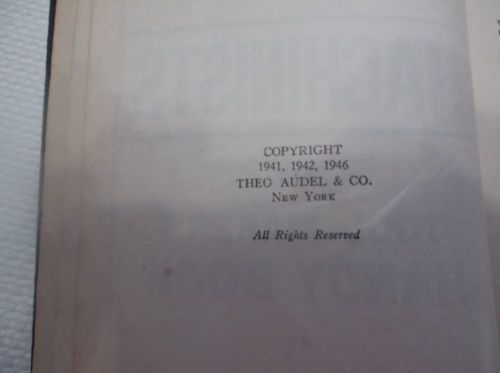 COPYRIGHT
1941, 1942, 1946
THEO AUDEL & CO.
NEW YORK
All Rights Reserved